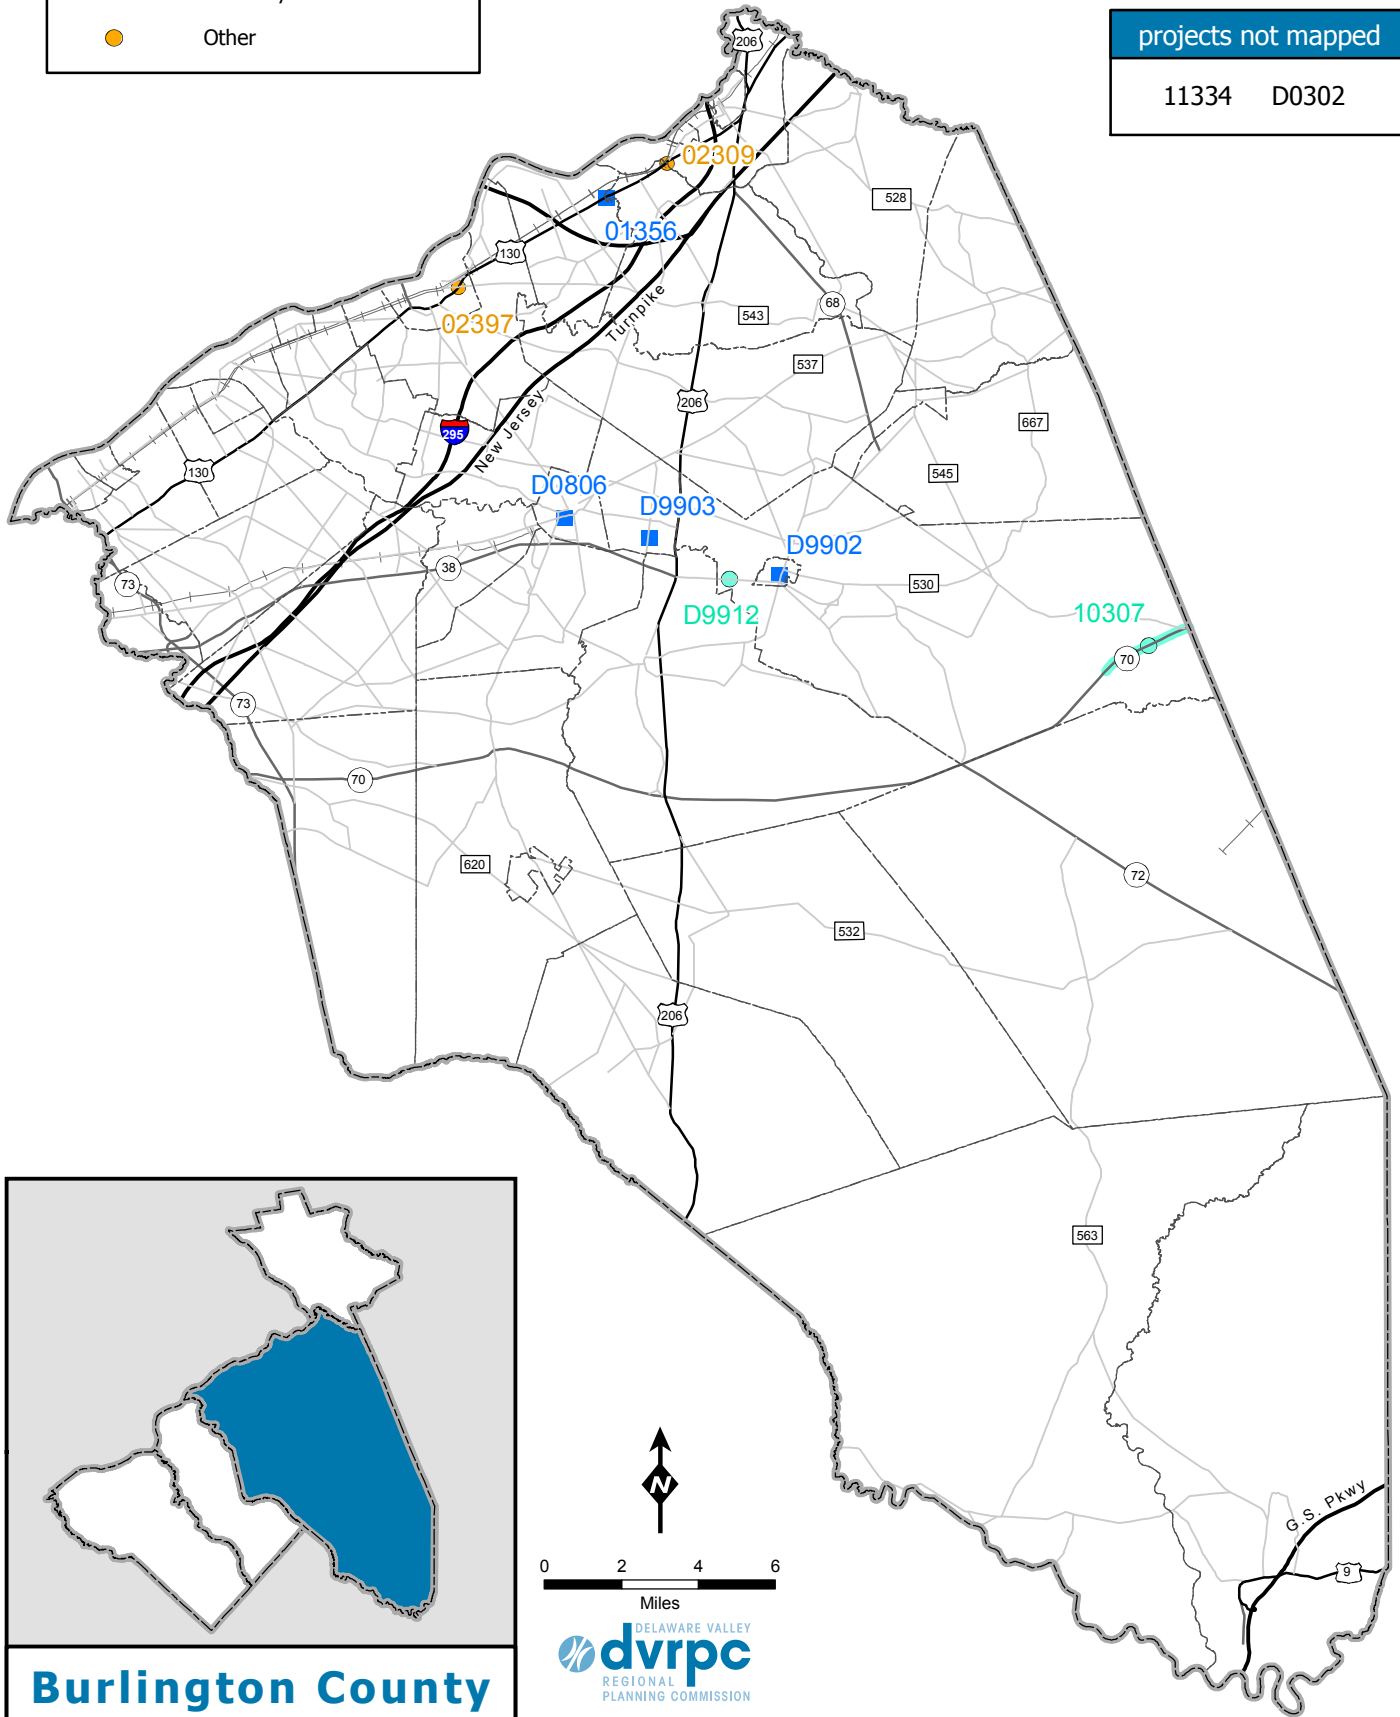 Other
projects not mapped
11334 D0302
206
02309
528
01356
130
68
543
02397
Turnpike
537
206
New Jersey
667
295
130
545
D0806
D9903
D9902
38
73
530
D9912
10307
70
73
70
620
72
532
206
563
N
G.S. Pkwy
9
0 2 4 6
Miles
DELAWARE VALLEY
dvrpc
REGIONAL
PLANNING COMMISSION
Burlington County